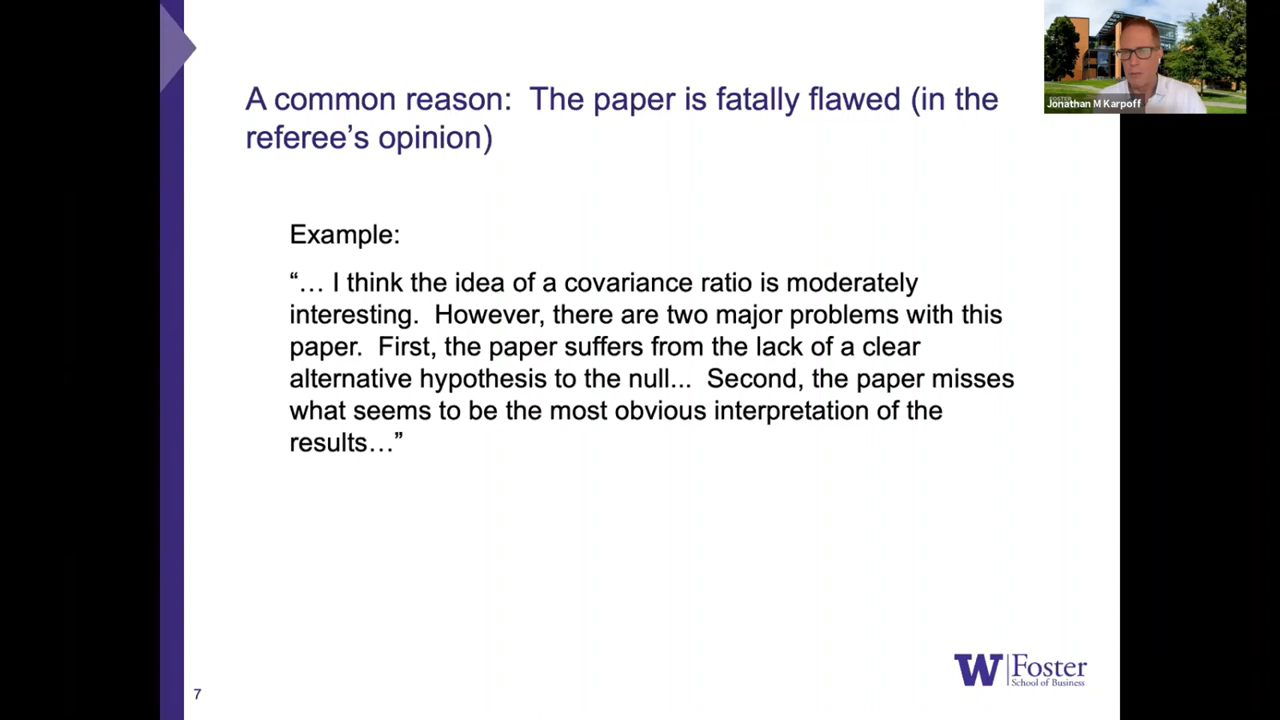 A common reason:  The paper is fatally flawed (in the
referee’s opinion)
Jonathan M Karpoff
Example:
“… I think the idea of a covariance ratio is moderately
interesting.  However, there are two major problems with this
paper.  First, the paper suffers from the lack of a clear
alternative hypothesis to the null...  Second, the paper misses
what seems to be the most obvious interpretation of the
results…”
W Foster
School of Business
7